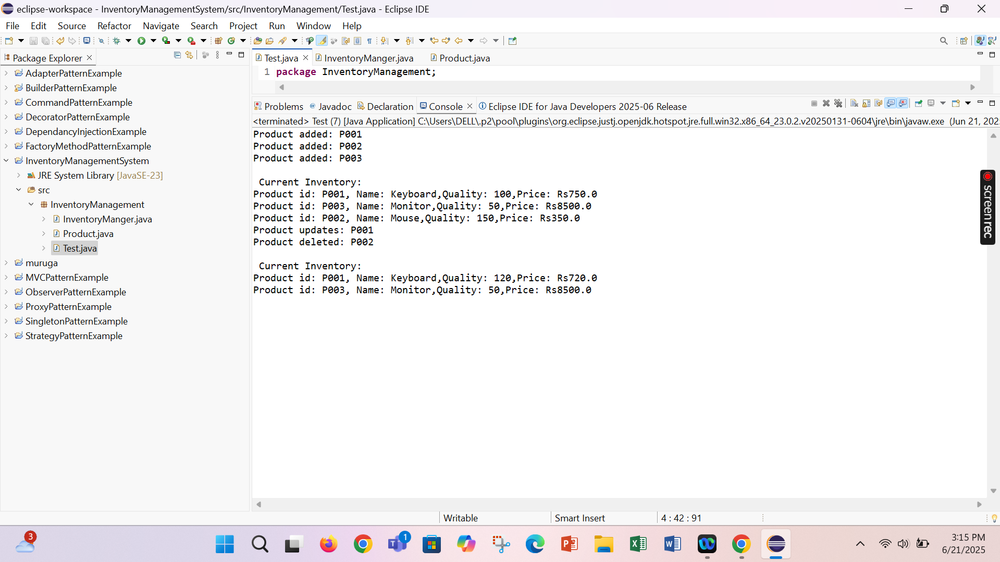 eclipse-workspace - InventoryManagementSystem/src/InventoryManagement/Test.java - Eclipse IDE
File Edit Source Refactor Navigate Search Project Run Window Help
Package Explorer
AdapterPatternExample
BuilderPatternExample
CommandPatternExample
DecoratorPatternExample
DependancyInjectionExample
FactoryMethodPatternExample
InventoryManagementSystem
JRE System Library [JavaSE-23]
src
InventoryManagement
InventoryManger.java
Product.java
Test.java
muruga
MVCPatternExample
ObserverPatternExample
ProxyPatternExample
SingletonPatternExample
StrategyPatternExample
Test.java InventoryManger.java Product.java
1 package InventoryManagement;
Problems Javadoc Declaration Console Eclipse IDE for Java Developers 2025-06 Release
<terminated> Test (7) [Java Application] C:\Users\DELL\.p2\pool\plugins\org.eclipse.justj.openjdk.hotspot.jre.full.win32.x86_64_23.0.2.v20250131-0604\jre\bin\javaw.exe (Jun 21, 202
Product added: P001
Product added: P002
Product added: P003
Current Inventory:
Product id: P001, Name: Keyboard,Quality: 100,Price: Rs750.0
Product id: P003, Name: Monitor,Quality: 50,Price: Rs8500.0
Product id: P002, Name: Mouse,Quality: 150,Price: Rs350.0
Product updates: P001
Product deleted: P002
Current Inventory:
Product id: P001, Name: Keyboard,Quality: 120,Price: Rs720.0
Product id: P003, Name: Monitor,Quality: 50,Price: Rs8500.0
screenrec
Writable Smart Insert 4 : 42 : 91
3
1
3:15 PM
6/21/2025